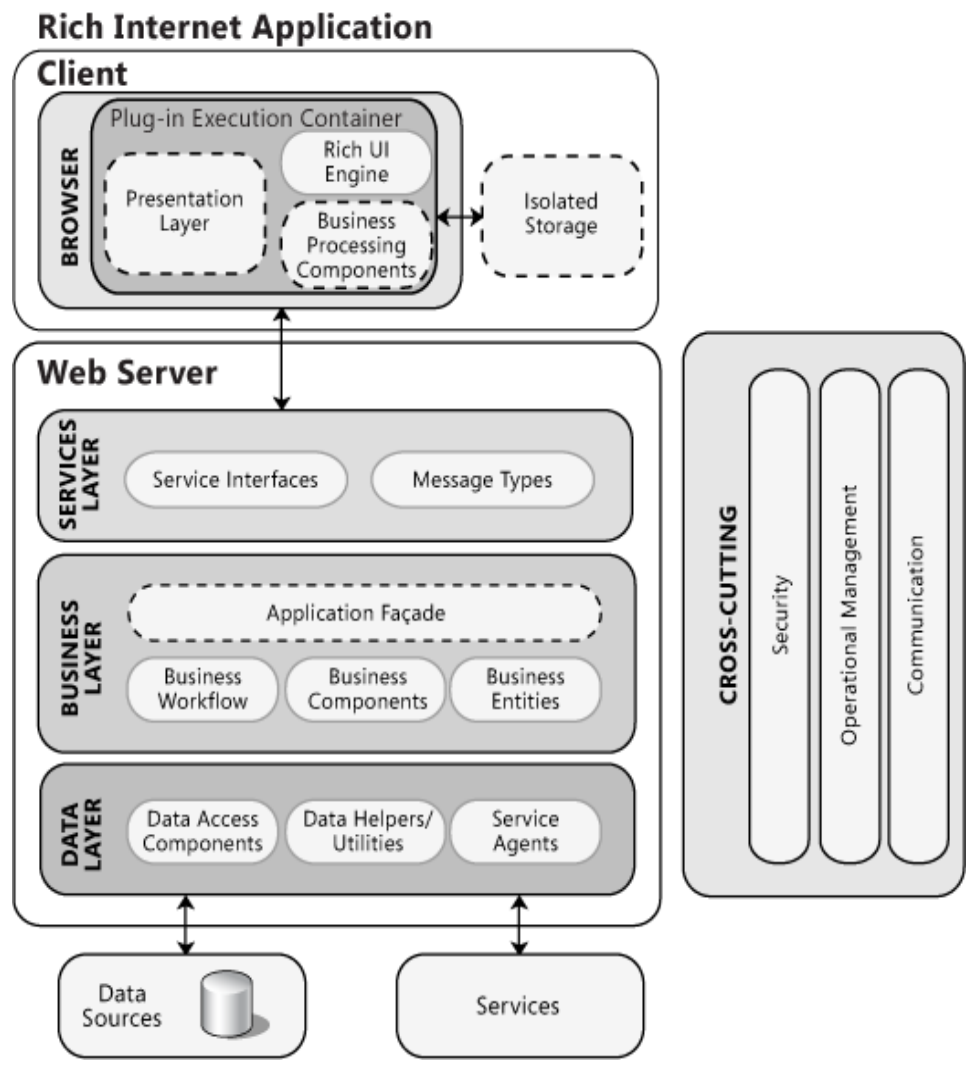 Rich Internet Application
Client
BROWSER
Plug-in Execution Container
Presentation
Layer
Rich UI
Engine
Business
Processing
Components
Isolated
Storage
Web Server
SERVICES
LAYER
Service Interfaces
Message Types
BUSINESS
LAYER
Application Façade
Business
Workflow
Business
Components
Business
Entities
DATA
LAYER
Data Access
Components
Data Helpers/
Utilities
Service
Agents
Data
Sources
Services
CROSS-CUTTING
Security
Operational Management
Communication